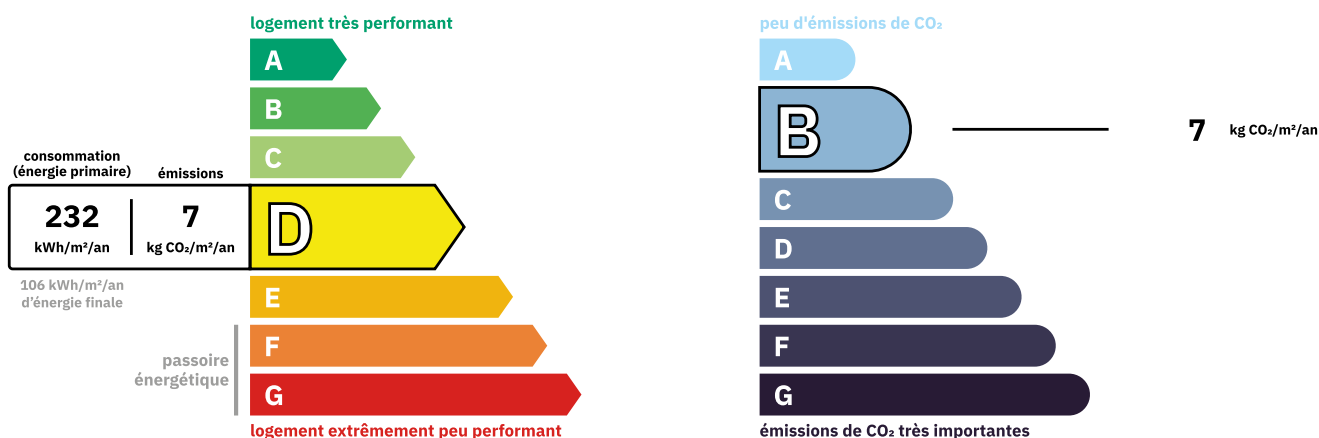 logement très performant
A
B
C
consommation
(énergie primaire)
émissions
232
kWh/m²/an
7
kg CO₂/m²/an
D
106 kWh/m²/an
d'énergie finale
E
passoire
énergétique
F
G
logement extrêmement peu performant
peu d'émissions de CO₂
A
B
7 kg CO₂/m²/an
C
D
E
F
G
émissions de CO₂ très importantes